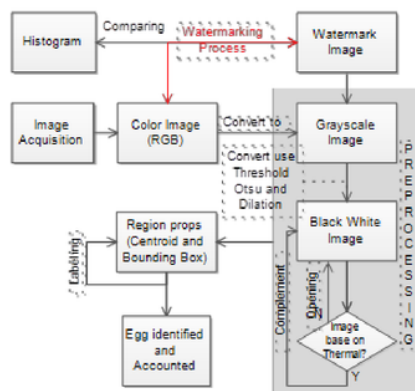 Histogram
Comparing
Watermarking
Process
Watermark
Image
Image
Acquisition
Color Image
(RGB)
Convert to
Grayscale
Image
Convert use
Threshold
Otsu and
Dilation
PREPROCESSING
Region props
(Centroid and
Bounding Box)
Black White
Image
Labeling
Complement
Opening
N
Image
base on
Thermal?
Y
Egg identified
and
Accounted